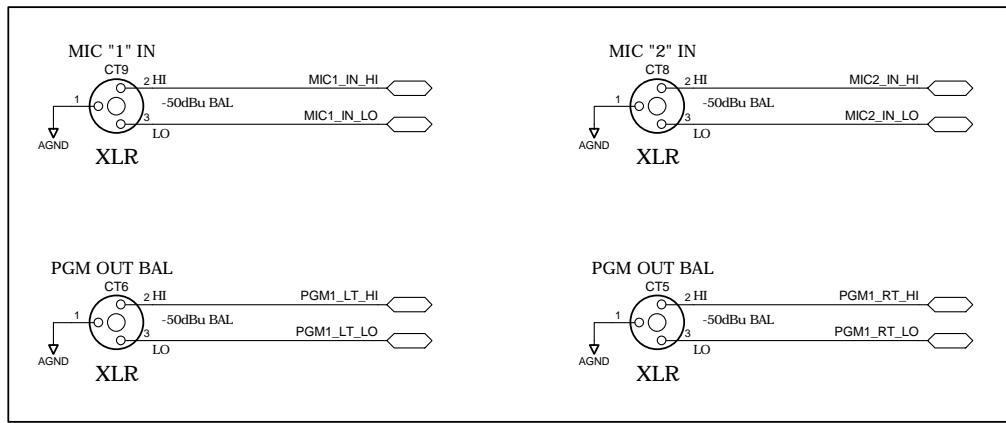 MIC "1" IN
CT9
2 HI
MIC1_IN_HI
1
-50dBu BAL
3
MIC1_IN_LO
LO
AGND
XLR
MIC "2" IN
CT8
2 HI
MIC2_IN_HI
1
-50dBu BAL
3
MIC2_IN_LO
LO
AGND
XLR
PGM OUT BAL
CT6
2 HI
PGM1_LT_HI
1
-50dBu BAL
3
PGM1_LT_LO
LO
AGND
XLR
PGM OUT BAL
CT5
2 HI
PGM1_RT_HI
1
-50dBu BAL
3
PGM1_RT_LO
LO
AGND
XLR